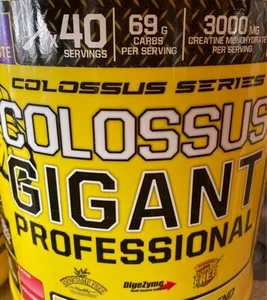 40
SERVINGS
69 G
CARBS
PER SERVING
3000 MG
CREATINE MONOHYDRATE
PER SERVING
COLOSSUS SERIES
COLOSSUS
GIGANT
PROFESSIONAL
DigeZyme